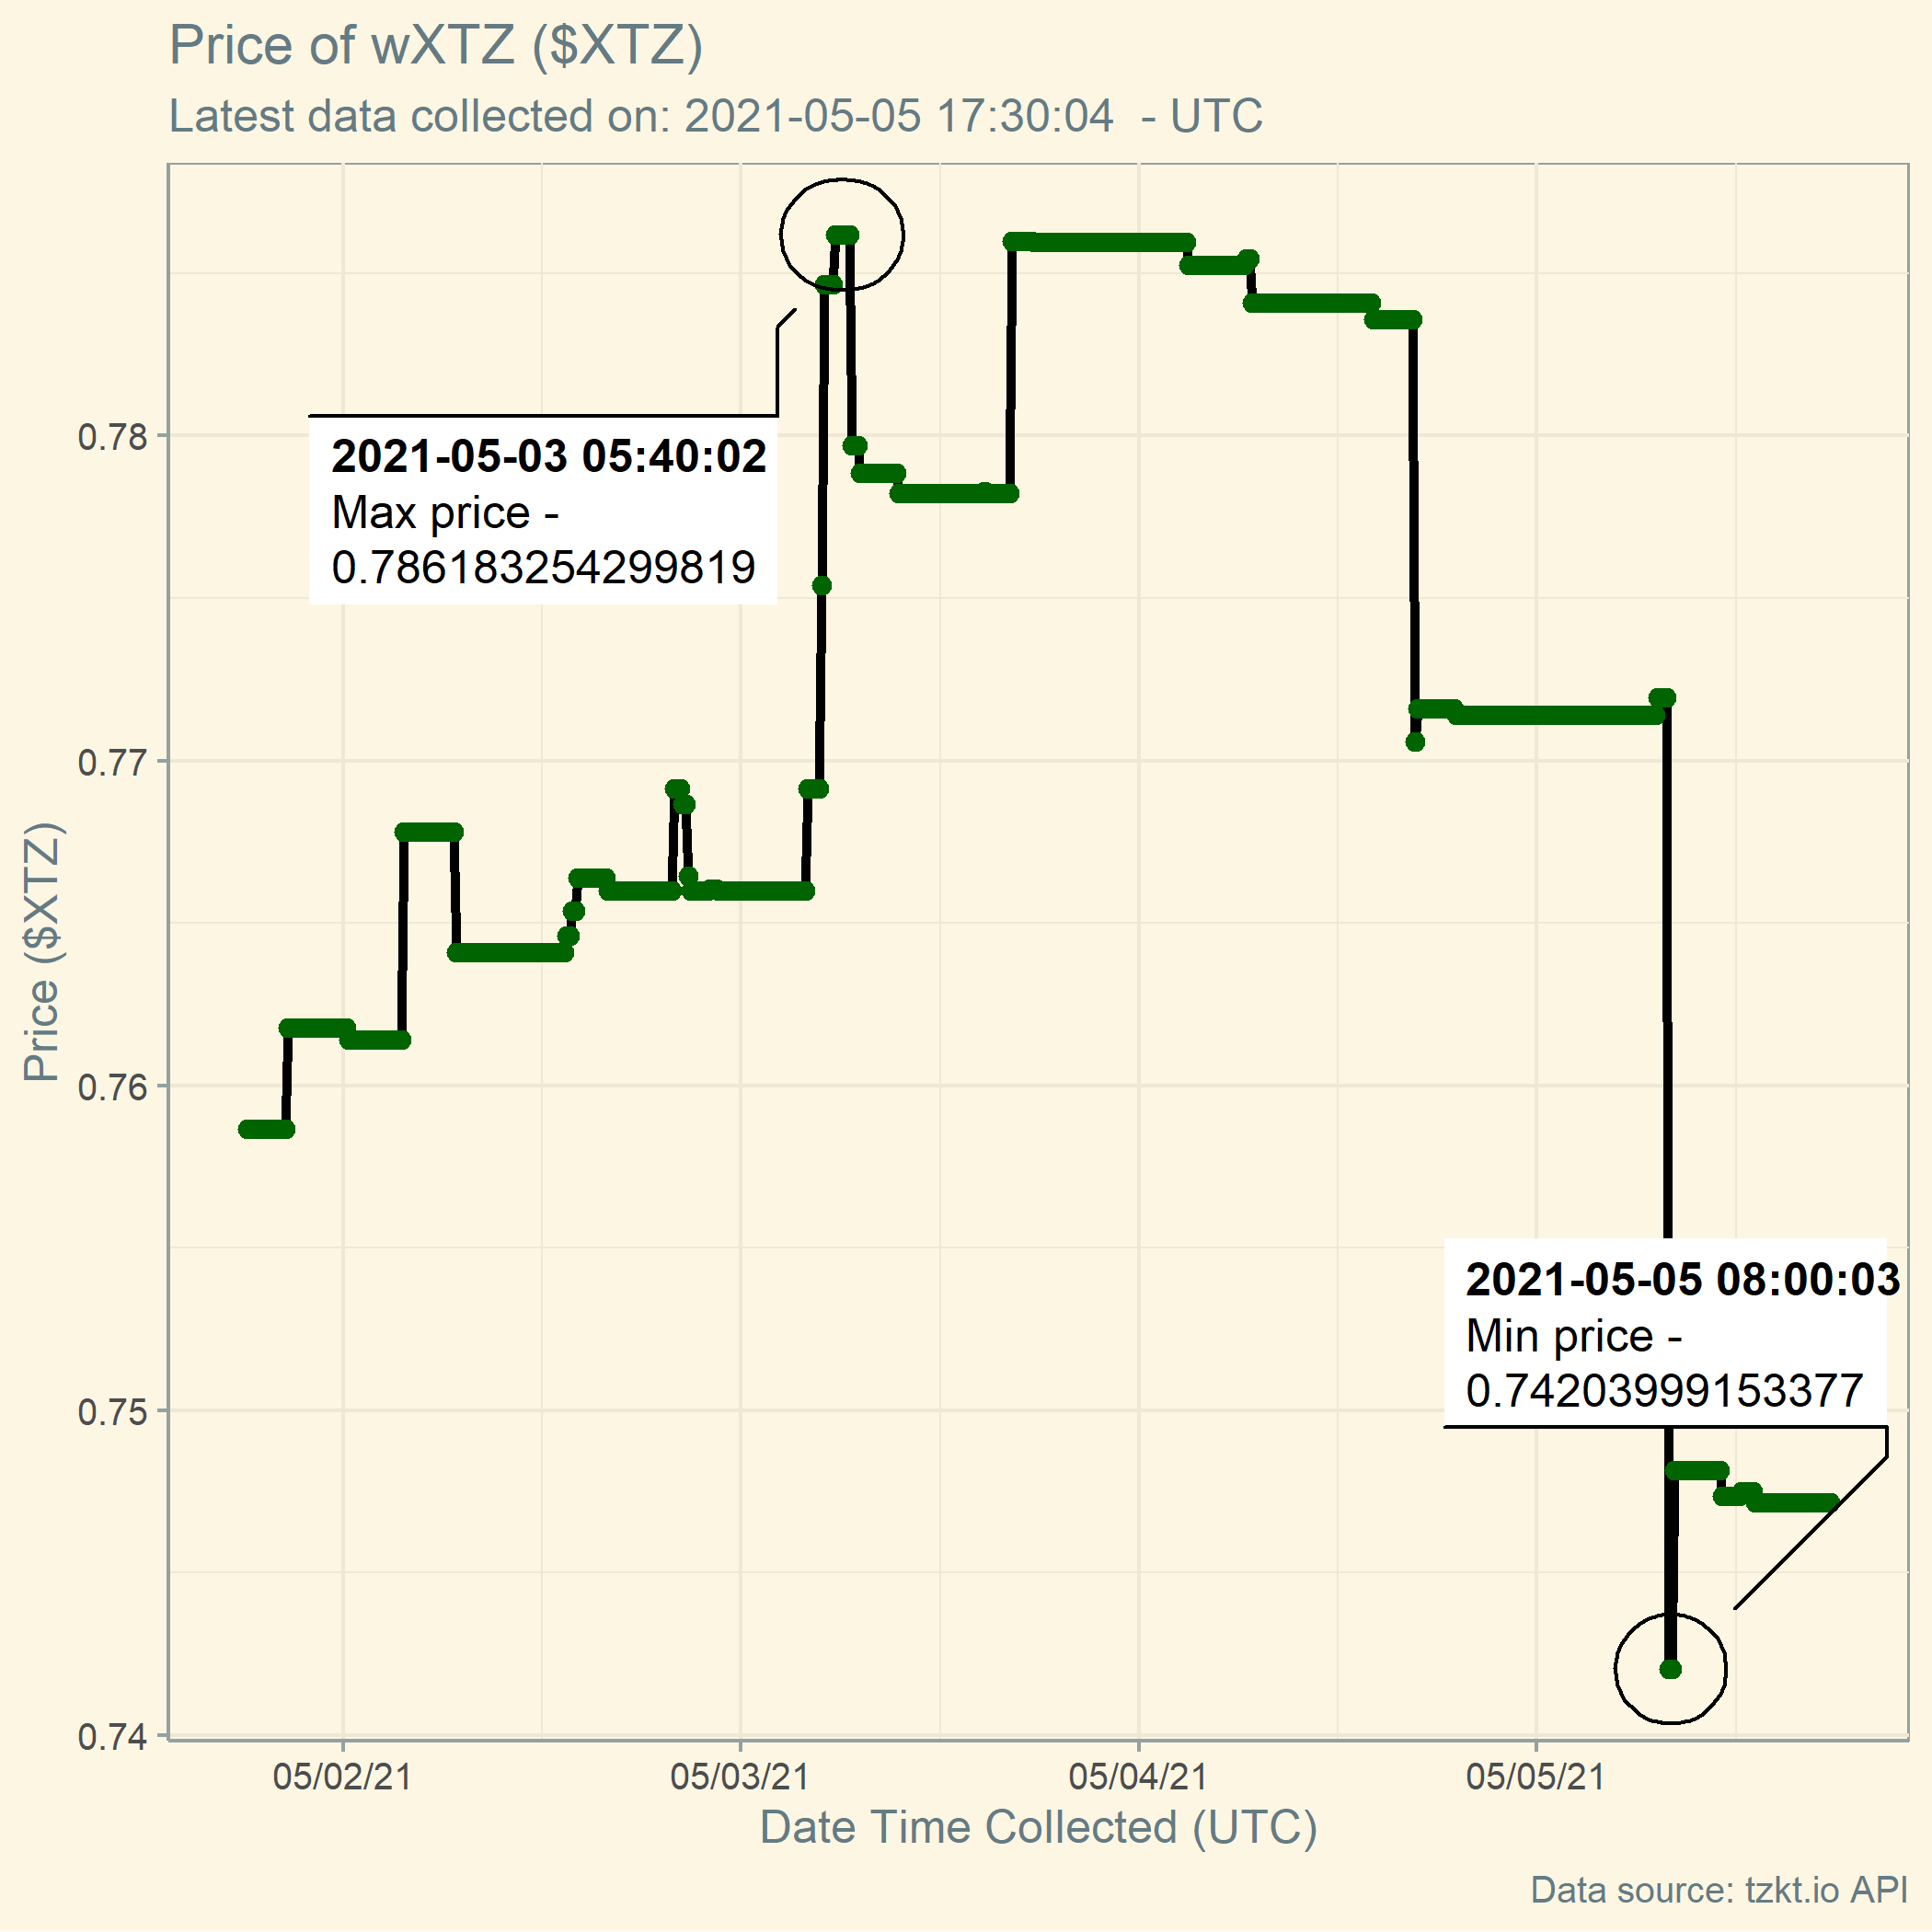 Price of wXTZ ($XTZ)
Latest data collected on: 2021-05-05 17:30:04  - UTC
Price ($XTZ)
0.78
0.77
0.76
0.75
0.74
2021-05-03 05:40:02
Max price -
0.786183254299819
2021-05-05 08:00:03
Min price -
0.74203999153377
05/02/21
05/03/21
05/04/21
05/05/21
Date Time Collected (UTC)
Data source: tzkt.io API